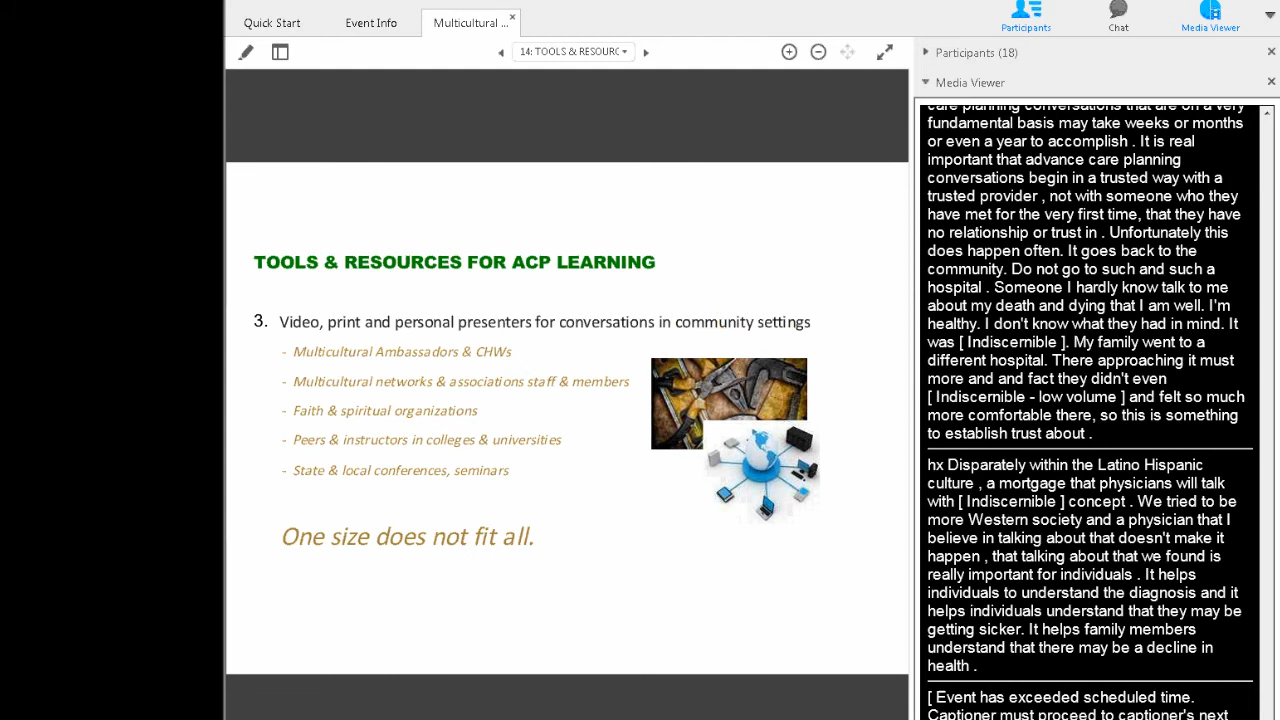 Quick Start
Event Info
Multicultural ...
Participants
Chat
Media Viewer
14: TOOLS & RESOURC
Participants (18)
Media Viewer
TOOLS & RESOURCES FOR ACP LEARNING
3. Video, print and personal presenters for conversations in community settings
- Multicultural Ambassadors & CHWs
- Multicultural networks & associations staff & members
- Faith & spiritual organizations
- Peers & instructors in colleges & universities
- State & local conferences, seminars
One size does not fit all.
care planning conversations that are on a very
fundamental basis may take weeks or months
or even a year to accomplish . It is real
important that advance care planning
conversations begin in a trusted way with a
trusted provider , not with someone who they
have met for the very first time, that they have
no relationship or trust in . Unfortunately this
does happen often. It goes back to the
community. Do not go to such and such a
hospital . Someone I hardly know talk to me
about my death and dying that I am well. I'm
healthy. I don't know what they had in mind. It
was [ Indiscernible ]. My family went to a
different hospital. There approaching it must
more and and fact they didn't even
[ Indiscernible - low volume ] and felt so much
more comfortable there, so this is something
to establish trust about .
hx Disparately within the Latino Hispanic
culture , a mortgage that physicians will talk
with [ Indiscernible ] concept . We tried to be
more Western society and a physician that I
believe in talking about that doesn't make it
happen , that talking about that we found is
really important for individuals . It helps
individuals to understand the diagnosis and it
helps individuals understand that they may be
getting sicker. It helps family members
understand that there may be a decline in
health .
[ Event has exceeded scheduled time.
Captioner must proceed to captioner's next